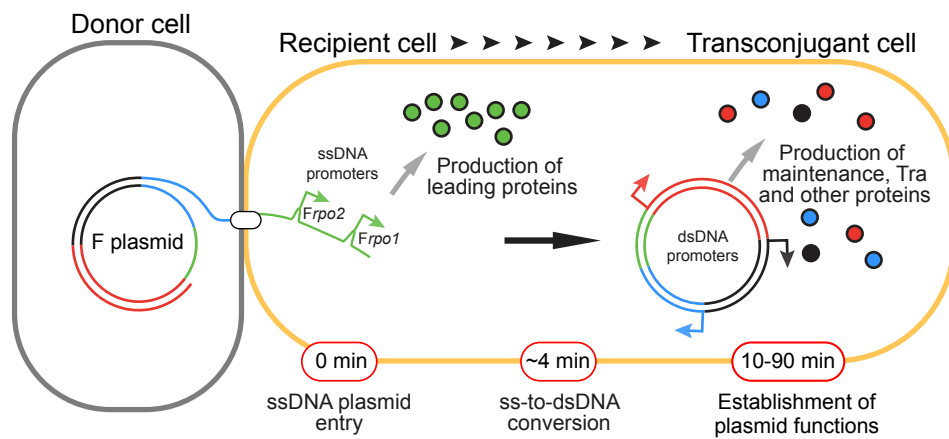 Donor cell
Recipient cell
Transconjugant cell
ssDNA
promoters
Frpo2
Frpo1
Production of
leading proteins
Production of
maintenance, Tra
and other proteins
F plasmid
dsDNA
promoters
0 min
~4 min
10-90 min
ssDNA plasmid
entry
ss-to-dsDNA
conversion
Establishment of
plasmid functions